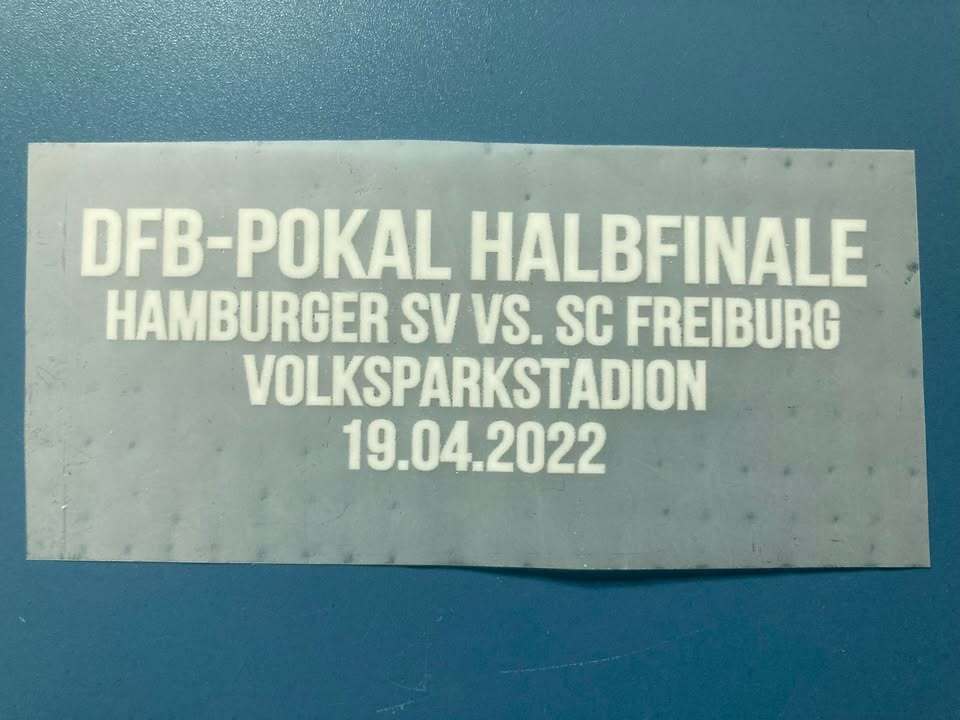 DFB-POKAL HALBFINALE
HAMBURGER SV VS. SC FREIBURG
VOLKSPARKSTADION
19.04.2022